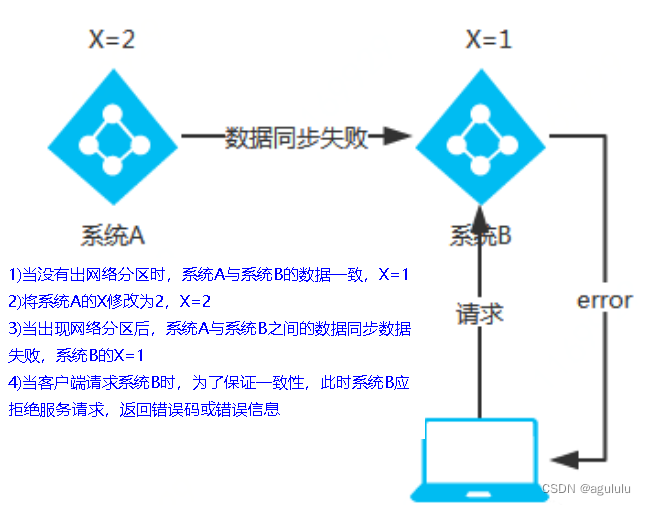 X=2
X=1
数据同步失败
系统A
系统B
1)当没有出网络分区时，系统A与系统B的数据一致，X=1
2)将系统A的X修改为2，X=2
3)当出现网络分区后，系统A与系统B之间的数据同步数据
失败，系统B的X=1
4)当客户端请求系统B时，为了保证一致性，此时系统B应
拒绝服务请求，返回错误码或错误信息
请求
error
CSDN @agululu